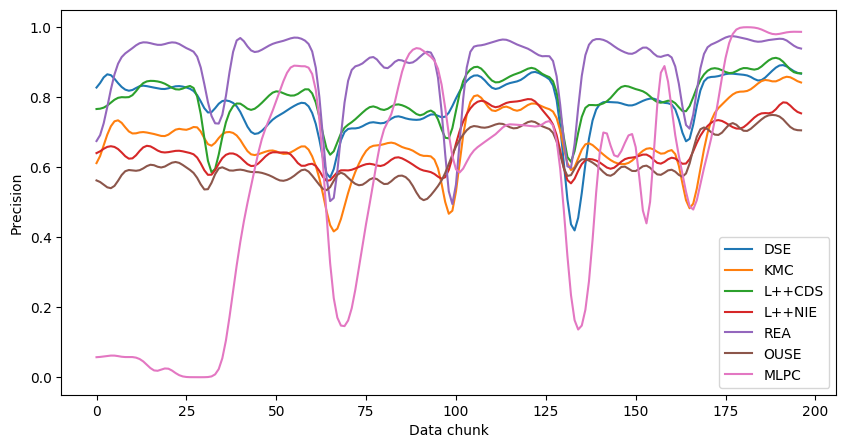 1.0
0.8
0.6
0.4
0.2
0.0
Precision
0 25 50 75 100 125 150 175 200
Data chunk
DSE
KMC
L++CDS
L++NIE
REA
OUSE
MLPC